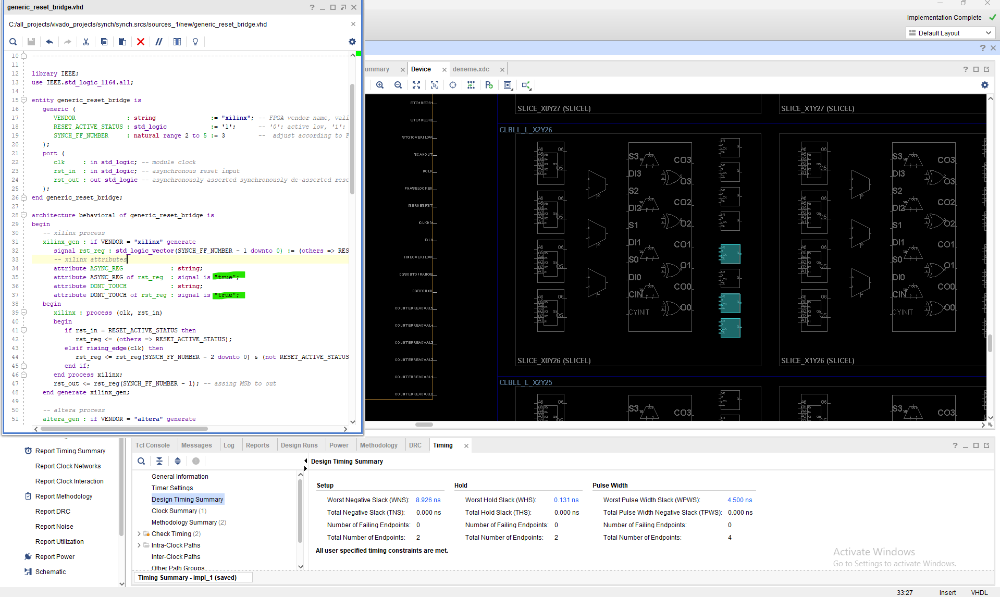 generic_reset_bridge.vhd
C:/all_projects/vivado_projects/synch/synch.srcs/sources_1/new/generic_reset_bridge.vhd
10 --------------------------------------------------------------------------------
11
12 library IEEE;
13 use IEEE.std_logic_1164.all;
14
15 entity generic_reset_bridge is
16 generic (
17 VENDOR : string := "xilinx"; -- FPGA vendor name, vali
18 RESET_ACTIVE_STATUS : std_logic := '1'; -- '0': active low, '1':
19 SYNCH_FF_NUMBER : natural range 2 to 5 := 3 -- adjust according to
20 );
21 port (
22 clk : in std_logic; -- module clock
23 rst_in : in std_logic; -- asynchronous reset input
24 rst_out : out std_logic -- asynchronously asserted synchronously de-asserted rese
25 );
26 end generic_reset_bridge;
27
28 architecture behavioral of generic_reset_bridge is
29 begin
30 -- xilinx process
31 xilinx_gen : if VENDOR = "xilinx" generate
32 signal rst_reg : std_logic_vector(SYNCH_FF_NUMBER - 1 downto 0) := (others => RES
33 -- xilinx attributes
34 attribute ASYNC_REG : string;
35 attribute ASYNC_REG of rst_reg : signal is "true";
36 attribute DONT_TOUCH : string;
37 attribute DONT_TOUCH of rst_reg : signal is "true";
38 begin
39 xilinx : process (clk, rst_in)
40 begin
41 if rst_in = RESET_ACTIVE_STATUS then
42 rst_reg <= (others => RESET_ACTIVE_STATUS);
43 elsif rising_edge(clk) then
44 rst_reg <= rst_reg(SYNCH_FF_NUMBER - 2 downto 0) & (not RESET_ACTIVE_STATUS
45 end if;
46 end process xilinx;
47 rst_out <= rst_reg(SYNCH_FF_NUMBER - 1); -- assing MSb to out
48 end generate xilinx_gen;
49
50 -- altera process
51 altera_gen : if VENDOR = "altera" generate
Implementation Complete
Default Layout
ummary
Device
deneme.xdc
STG1REGR1
STG1REGR0
STG1OVERFLOW
SCANOUT
RCLK
PHASELOCKED
ISERDESRST
ICLKDIV
ICLK
FINEOVERFLOW
DQSOUTOFRANGE
DQSFOUND
COUNTERREADVAL5
COUNTERREADVAL4
COUNTERREADVAL3
COUNTERREADVAL2
COUNTERREADVAL1
COUNTERREADVAL0
SLICE_X0Y27 (SLICEL)
SLICE_X1Y27 (SLICEL)
CLBLL_L_X2Y26
S3 CO3
DI3 O3
S2 CO2
DI2 O2
S1 CO1
DI1 O1
S0 CO0
DI0 O0
CIN
CYINIT
S3 CO3
DI3 O3
S2 CO2
DI2 O2
S1 CO1
DI1 O1
S0 CO0
DI0 O0
CIN
CYINIT
SLICE_X0Y26 (SLICEL)
SLICE_X1Y26 (SLICEL)
CLBLL_L_X2Y25
S3 CO3
S3 CO3
Report Timing Summary
Report Clock Networks
Report Clock Interaction
Report Methodology
Report DRC
Report Noise
Report Utilization
Report Power
Schematic
Tcl Console
Messages
Log
Reports
Design Runs
Power
Methodology
DRC
Timing
General Information
Timer Settings
Design Timing Summary
Clock Summary (1)
Methodology Summary (2)
Check Timing (2)
Intra-Clock Paths
Inter-Clock Paths
Other Path Groups
Design Timing Summary
Setup
Worst Negative Slack (WNS): 8.926 ns
Total Negative Slack (TNS): 0.000 ns
Number of Failing Endpoints: 0
Total Number of Endpoints: 2
Hold
Worst Hold Slack (WHS): 0.131 ns
Total Hold Slack (THS): 0.000 ns
Number of Failing Endpoints: 0
Total Number of Endpoints: 2
Pulse Width
Worst Pulse Width Slack (WPWS): 4.500 ns
Total Pulse Width Negative Slack (TPWS): 0.000 ns
Number of Failing Endpoints: 0
Total Number of Endpoints: 4
All user specified timing constraints are met.
Timing Summary - impl_1 (saved)
Activate Windows
Go to Settings to activate Windows.
33:27
Insert
VHDL